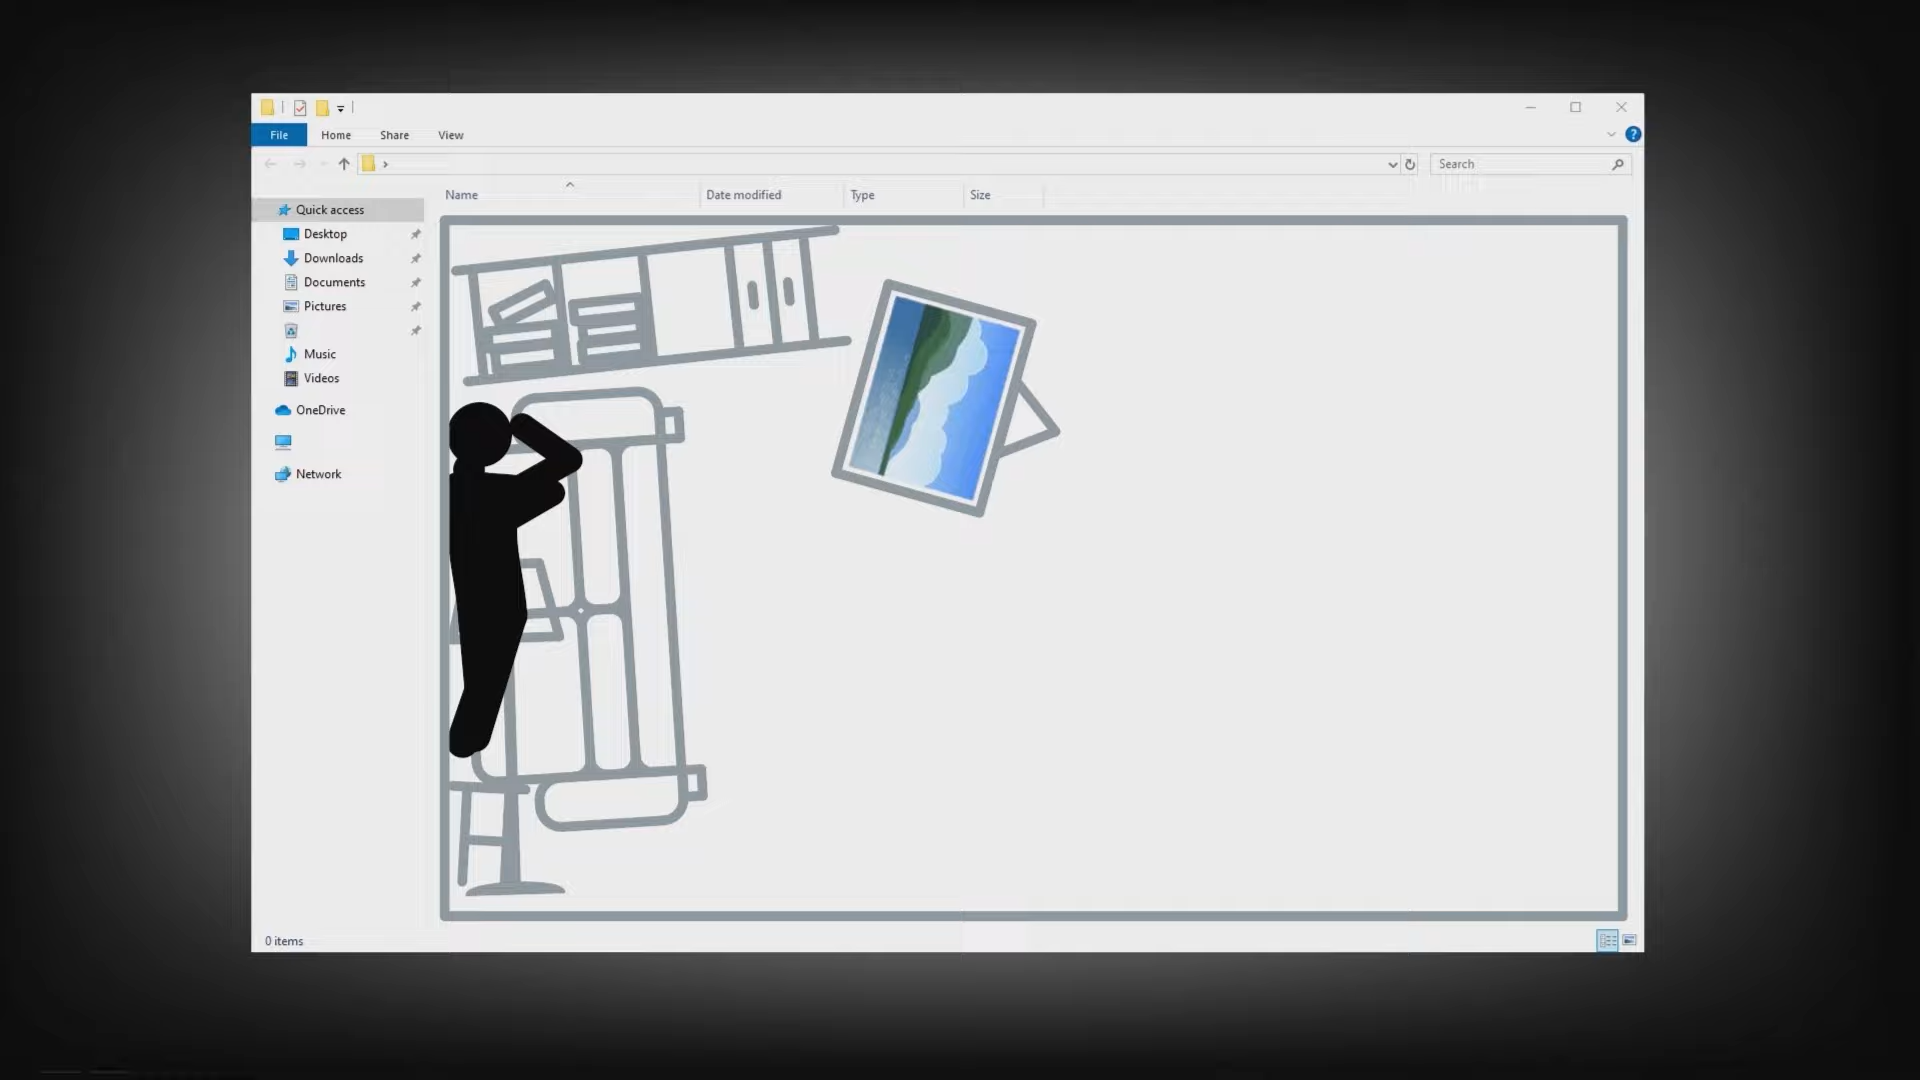 File Home Share View
?
Search
Name Date modified Type Size
Quick access
Desktop
Downloads
Documents
Pictures
Music
Videos
OneDrive
Network
0 items